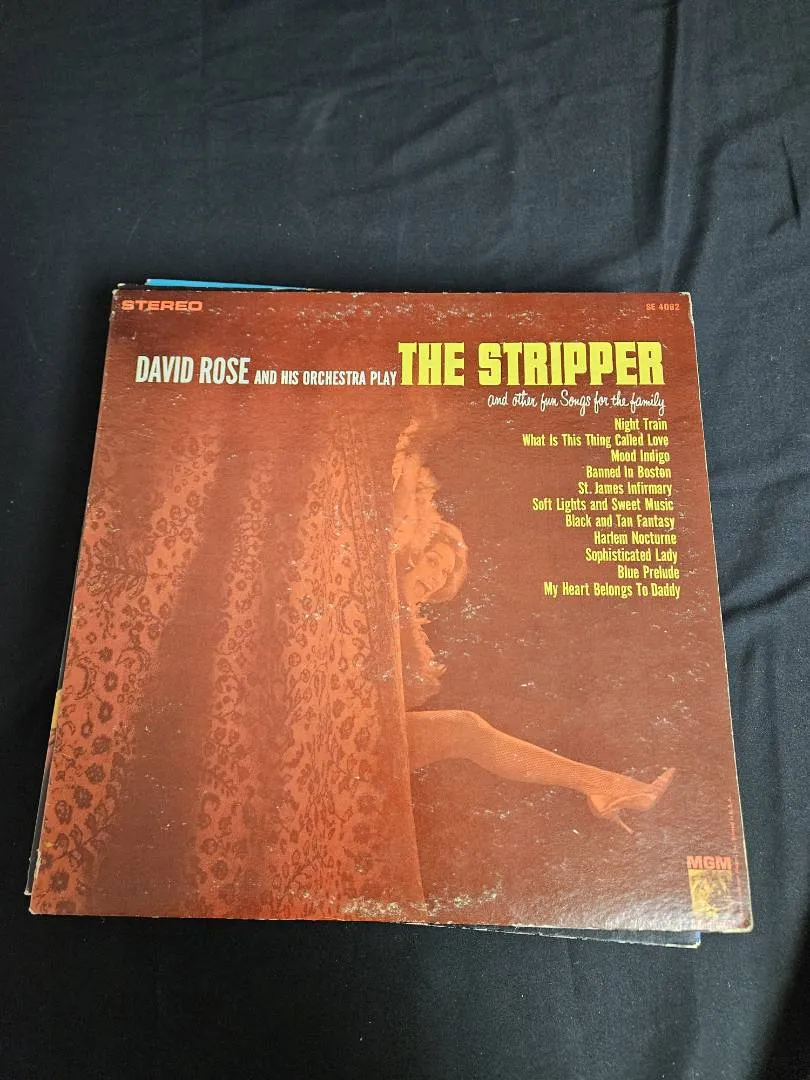 STEREO
SE 4062
DAVID ROSE AND HIS ORCHESTRA PLAY THE STRIPPER
and other fun Songs for the family
Night Train
What Is This Thing Called Love
Mood Indigo
Banned In Boston
St. James Infirmary
Soft Lights and Sweet Music
Black and Tan Fantasy
Harlem Nocturne
Sophisticated Lady
Blue Prelude
My Heart Belongs To Daddy
MGM